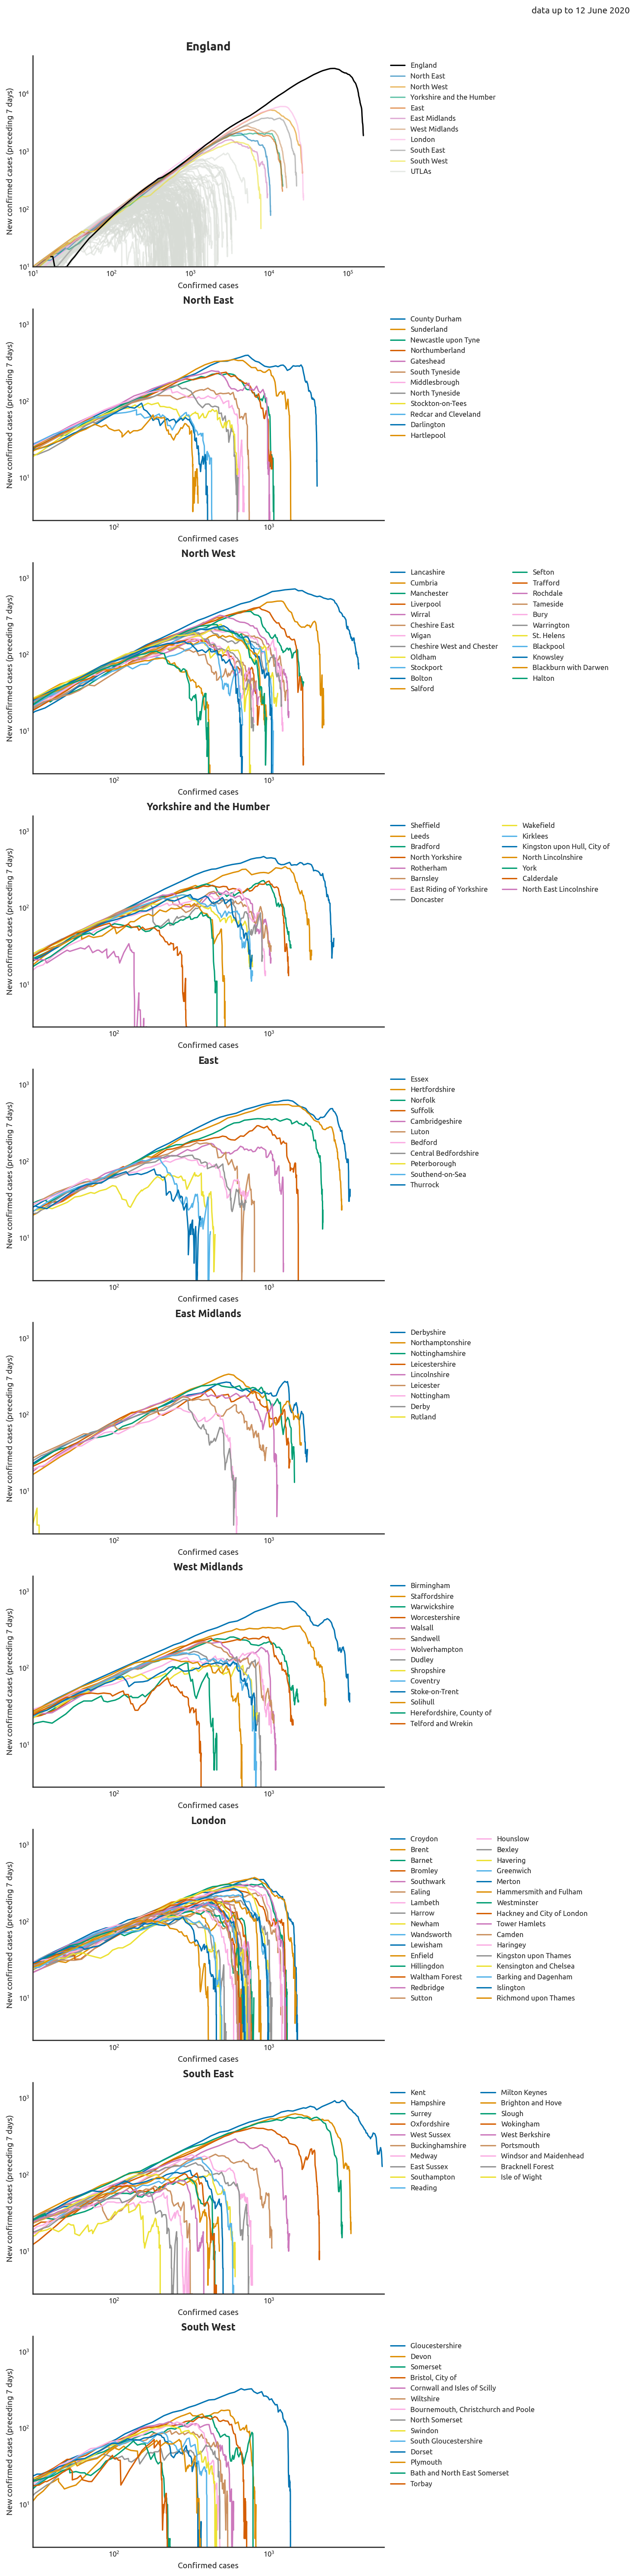 data up to 12 June 2020
England
New confirmed cases (preceding 7 days)
10⁴
10³
10²
10¹
10¹
10²
10³
10⁴
10⁵
Confirmed cases
England
North East
North West
Yorkshire and the Humber
East
East Midlands
West Midlands
London
South East
South West
UTLAs
North East
New confirmed cases (preceding 7 days)
10³
10²
10¹
10²
10³
Confirmed cases
County Durham
Sunderland
Newcastle upon Tyne
Northumberland
Gateshead
South Tyneside
Middlesbrough
North Tyneside
Stockton-on-Tees
Redcar and Cleveland
Darlington
Hartlepool
North West
New confirmed cases (preceding 7 days)
10³
10²
10¹
10²
10³
Confirmed cases
Lancashire
Cumbria
Manchester
Liverpool
Wirral
Cheshire East
Wigan
Cheshire West and Chester
Oldham
Stockport
Bolton
Salford
Sefton
Trafford
Rochdale
Tameside
Bury
Warrington
St. Helens
Blackpool
Knowsley
Blackburn with Darwen
Halton
Yorkshire and the Humber
New confirmed cases (preceding 7 days)
10³
10²
10¹
10²
10³
Confirmed cases
Sheffield
Leeds
Bradford
North Yorkshire
Rotherham
Barnsley
East Riding of Yorkshire
Doncaster
Wakefield
Kirklees
Kingston upon Hull, City of
North Lincolnshire
York
Calderdale
North East Lincolnshire
East
New confirmed cases (preceding 7 days)
10³
10²
10¹
10²
10³
Confirmed cases
Essex
Hertfordshire
Norfolk
Suffolk
Cambridgeshire
Luton
Bedford
Central Bedfordshire
Peterborough
Southend-on-Sea
Thurrock
East Midlands
New confirmed cases (preceding 7 days)
10³
10²
10¹
10²
10³
Confirmed cases
Derbyshire
Northamptonshire
Nottinghamshire
Leicestershire
Lincolnshire
Leicester
Nottingham
Derby
Rutland
West Midlands
New confirmed cases (preceding 7 days)
10³
10²
10¹
10²
10³
Confirmed cases
Birmingham
Staffordshire
Warwickshire
Worcestershire
Walsall
Sandwell
Wolverhampton
Dudley
Shropshire
Coventry
Stoke-on-Trent
Solihull
Herefordshire, County of
Telford and Wrekin
London
New confirmed cases (preceding 7 days)
10³
10²
10¹
10²
10³
Confirmed cases
Croydon
Brent
Barnet
Bromley
Southwark
Ealing
Lambeth
Harrow
Newham
Wandsworth
Lewisham
Enfield
Hillingdon
Waltham Forest
Redbridge
Sutton
Hounslow
Bexley
Havering
Greenwich
Merton
Hammersmith and Fulham
Westminster
Hackney and City of London
Tower Hamlets
Camden
Haringey
Kingston upon Thames
Kensington and Chelsea
Barking and Dagenham
Islington
Richmond upon Thames
South East
New confirmed cases (preceding 7 days)
10³
10²
10¹
10²
10³
Confirmed cases
Kent
Hampshire
Surrey
Oxfordshire
West Sussex
Buckinghamshire
Medway
East Sussex
Southampton
Reading
Milton Keynes
Brighton and Hove
Slough
Wokingham
West Berkshire
Portsmouth
Windsor and Maidenhead
Bracknell Forest
Isle of Wight
South West
New confirmed cases (preceding 7 days)
10³
10²
10¹
10²
10³
Confirmed cases
Gloucestershire
Devon
Somerset
Bristol, City of
Cornwall and Isles of Scilly
Wiltshire
Bournemouth, Christchurch and Poole
North Somerset
Swindon
South Gloucestershire
Dorset
Plymouth
Bath and North East Somerset
Torbay